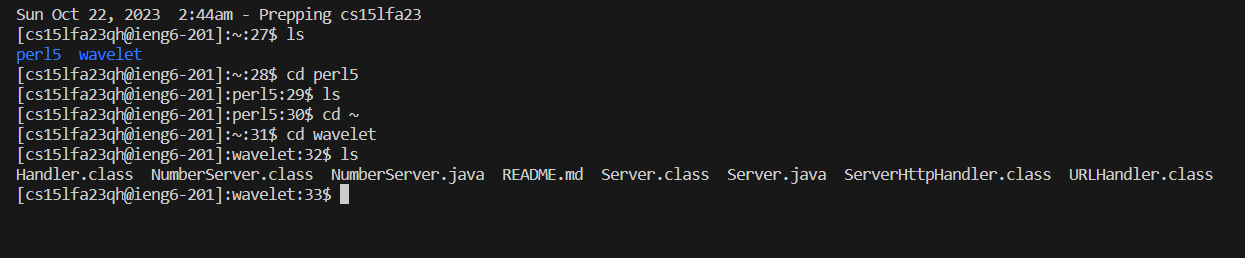 Sun Oct 22, 2023  2:44am - Prepping cs15lfa23
[cs15lfa23qh@ieng6-201]:~:27$ ls
perl5  wavelet
[cs15lfa23qh@ieng6-201]:~:28$ cd perl5
[cs15lfa23qh@ieng6-201]:perl5:29$ ls
[cs15lfa23qh@ieng6-201]:perl5:30$ cd ~
[cs15lfa23qh@ieng6-201]:~:31$ cd wavelet
[cs15lfa23qh@ieng6-201]:wavelet:32$ ls
Handler.class  NumberServer.class  NumberServer.java  README.md  Server.class  Server.java  ServerHttpHandler.class  URLHandler.class
[cs15lfa23qh@ieng6-201]:wavelet:33$